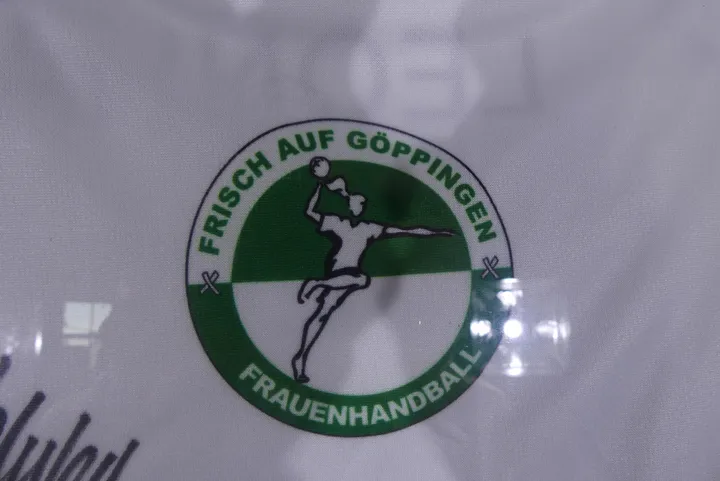 FRISCH AUF GÖPPINGEN
FRAUENHANDBALL